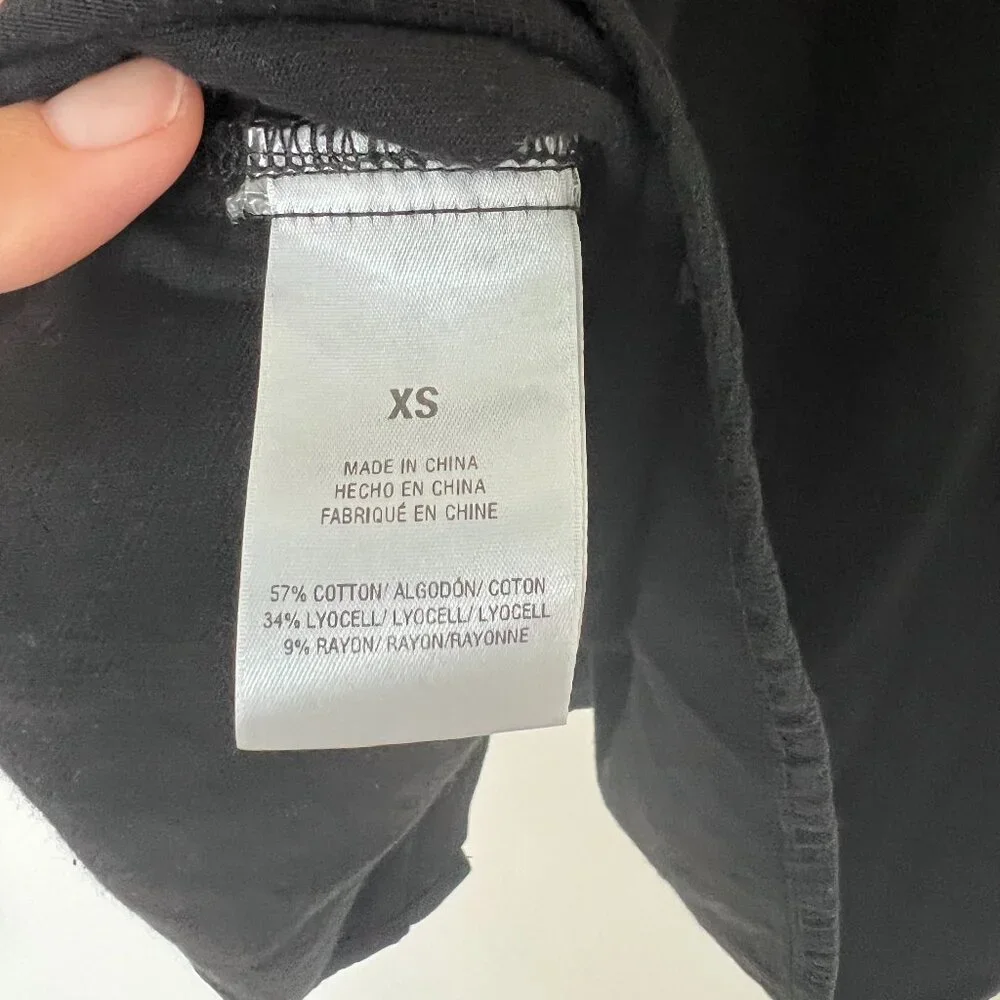 XS
MADE IN CHINA
HECHO EN CHINA
FABRIQUÉ EN CHINE
57% COTTON/ ALGODÓN/ COTON
34% LYOCELL/ LYOCELL/ LYOCELL
9% RAYON/ RAYON/RAYONNE